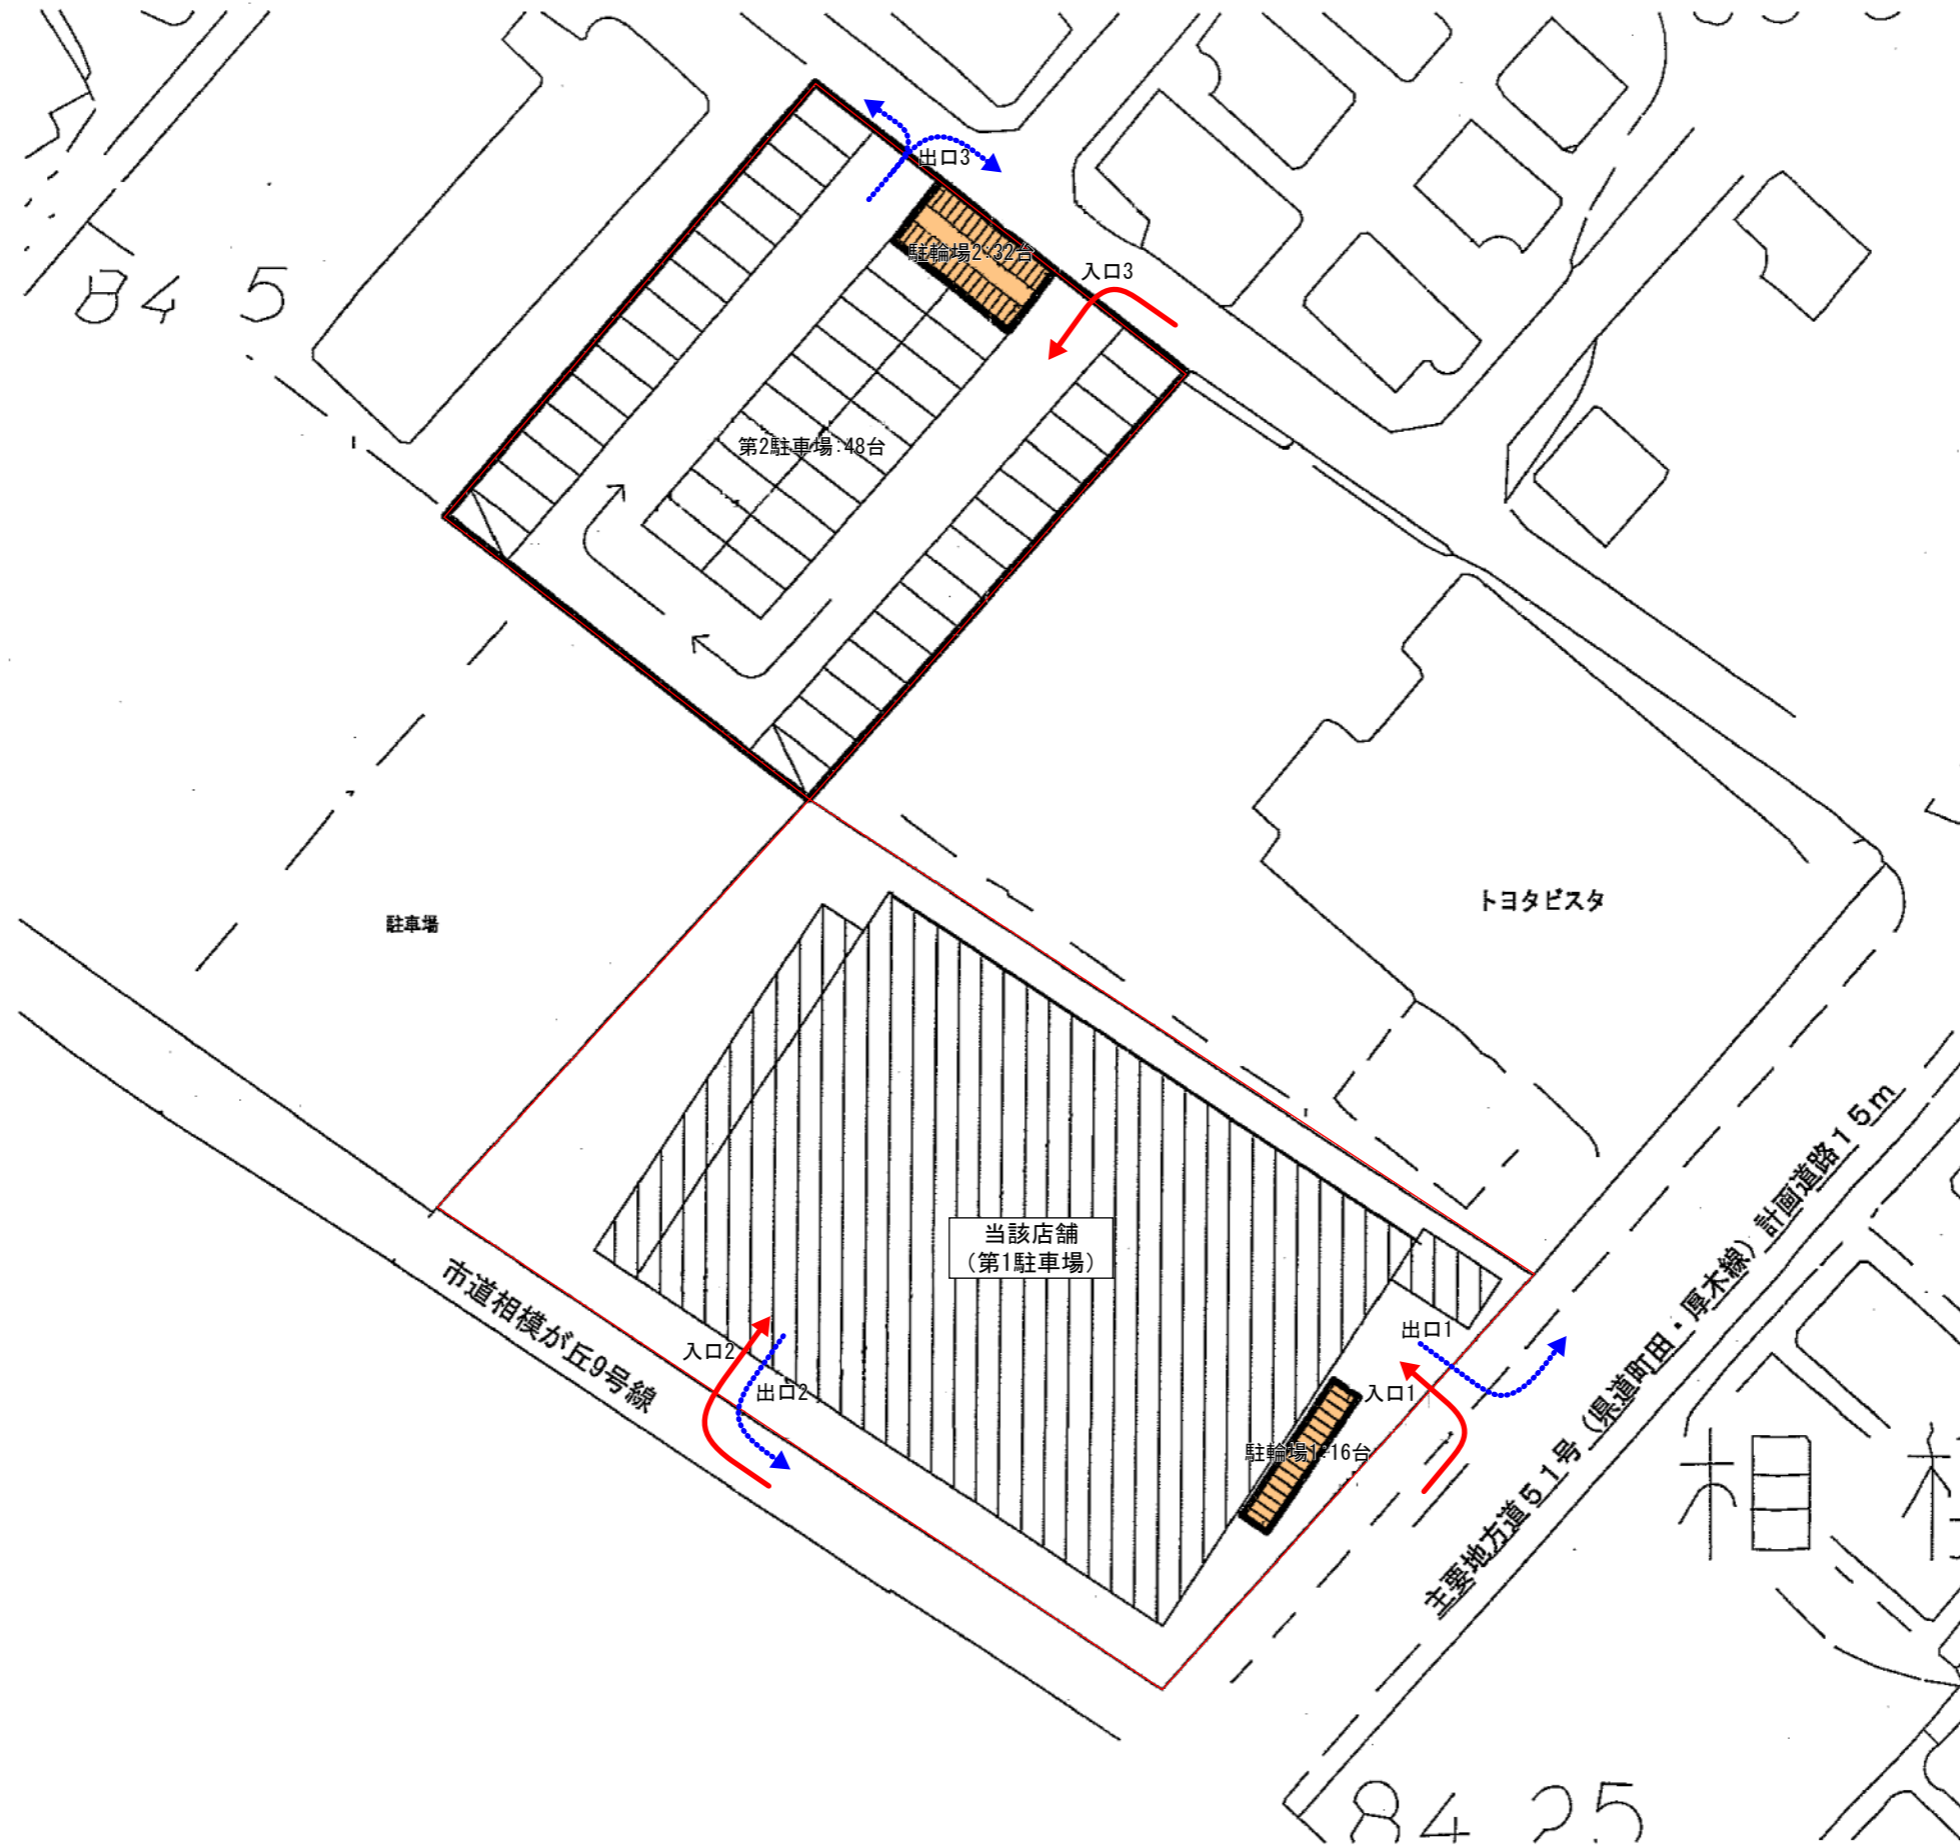 出口3
駐輪場2:32台
入口3
84 5
第2駐車場:48台
トヨタビスタ
駐車場
当該店舗
(第1駐車場)
市道相模が丘9号線
入口2
出口2
出口1
入口1
駐輪場1:16台
主要地方道51号(県道町田・厚木線)計画道路15m
相
84 25